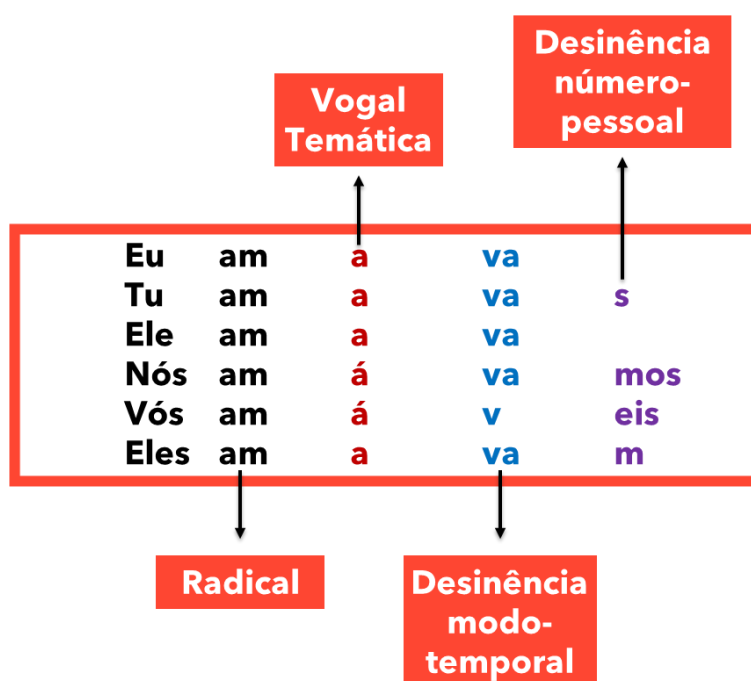 Desinência
número-
pessoal
Vogal
Temática
Eu am a va
Tu am a va s
Ele am a va
Nós am á va mos
Vós am á v eis
Eles am a va m
Radical
Desinência
modo-
temporal